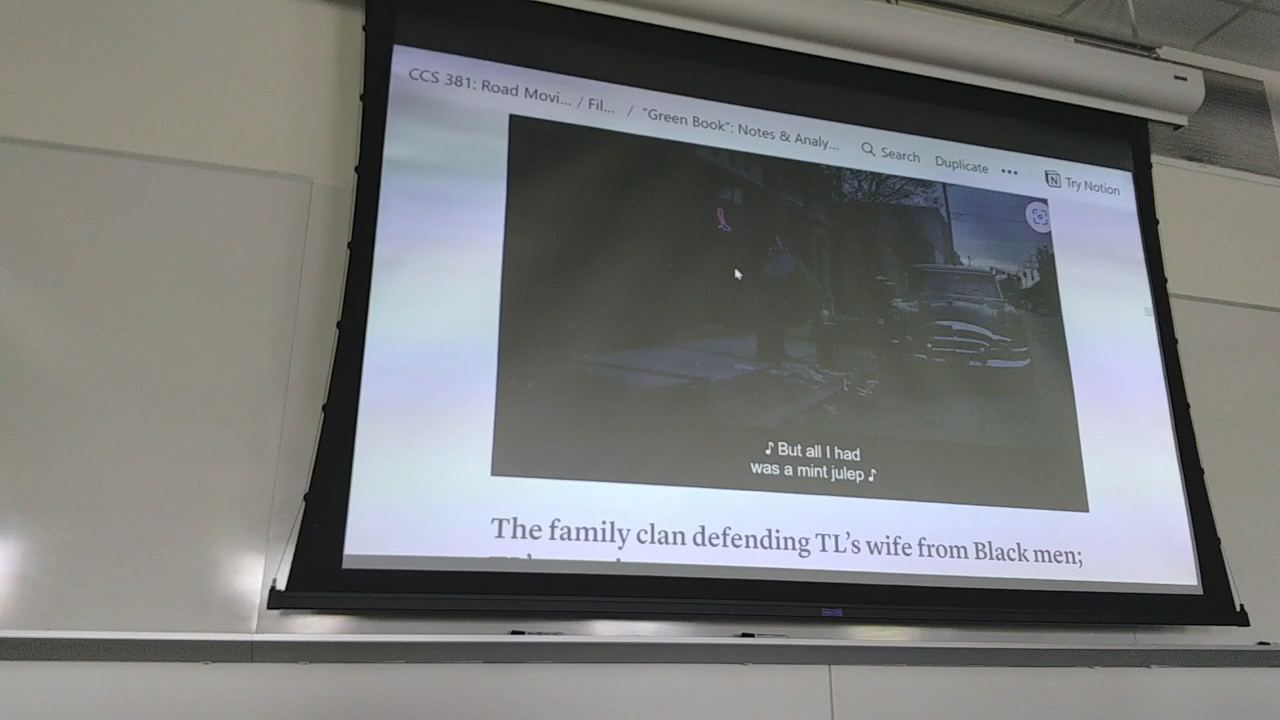 CCS 381: Road Movi... / Fil... / "Green Book": Notes & Analy... Search Duplicate ••• Try Notion
♪ But all I had
was a mint julep ♪
The family clan defending TL's wife from Black men;